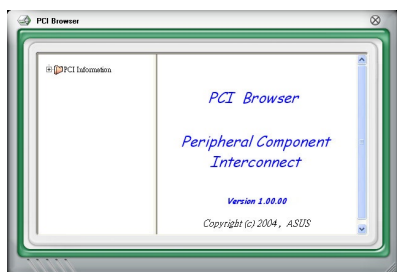 PCI Browser
PCI Information
PCI Browser
Peripheral Component
Interconnect
Version 1.00.00
Copyright (c) 2004, ASUS